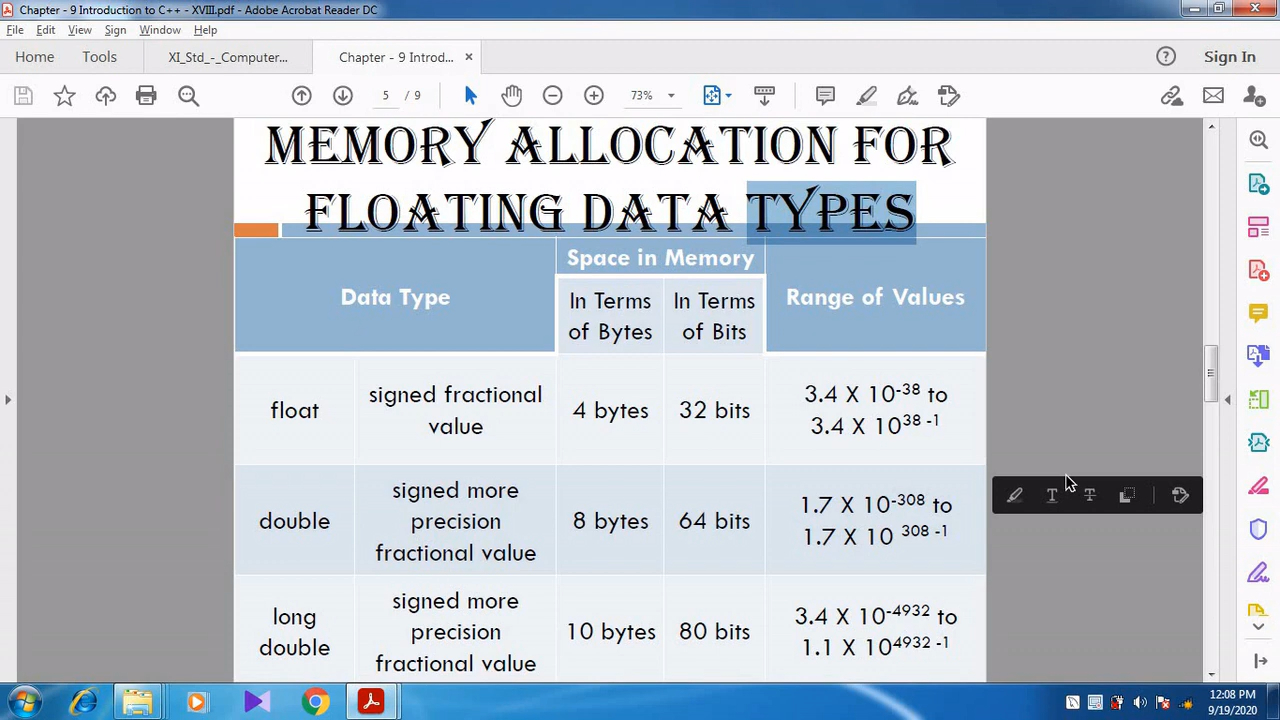 Chapter - 9 Introduction to C++ - XVIII.pdf - Adobe Acrobat Reader DC
File Edit View Sign Window Help
Home Tools XI_Std_-_Computer... Chapter - 9 Introd... × Sign In
5 / 9 73%
MEMORY ALLOCATION FOR
FLOATING DATA TYPES
Data Type Space in Memory Range of Values
In Terms of Bytes In Terms of Bits
float signed fractional value 4 bytes 32 bits 3.4 X 10^-38 to 3.4 X 10^38 -1
double signed more precision fractional value 8 bytes 64 bits 1.7 X 10^-308 to 1.7 X 10^308 -1
long double signed more precision fractional value 10 bytes 80 bits 3.4 X 10^-4932 to 1.1 X 10^4932 -1
12:08 PM
9/19/2020